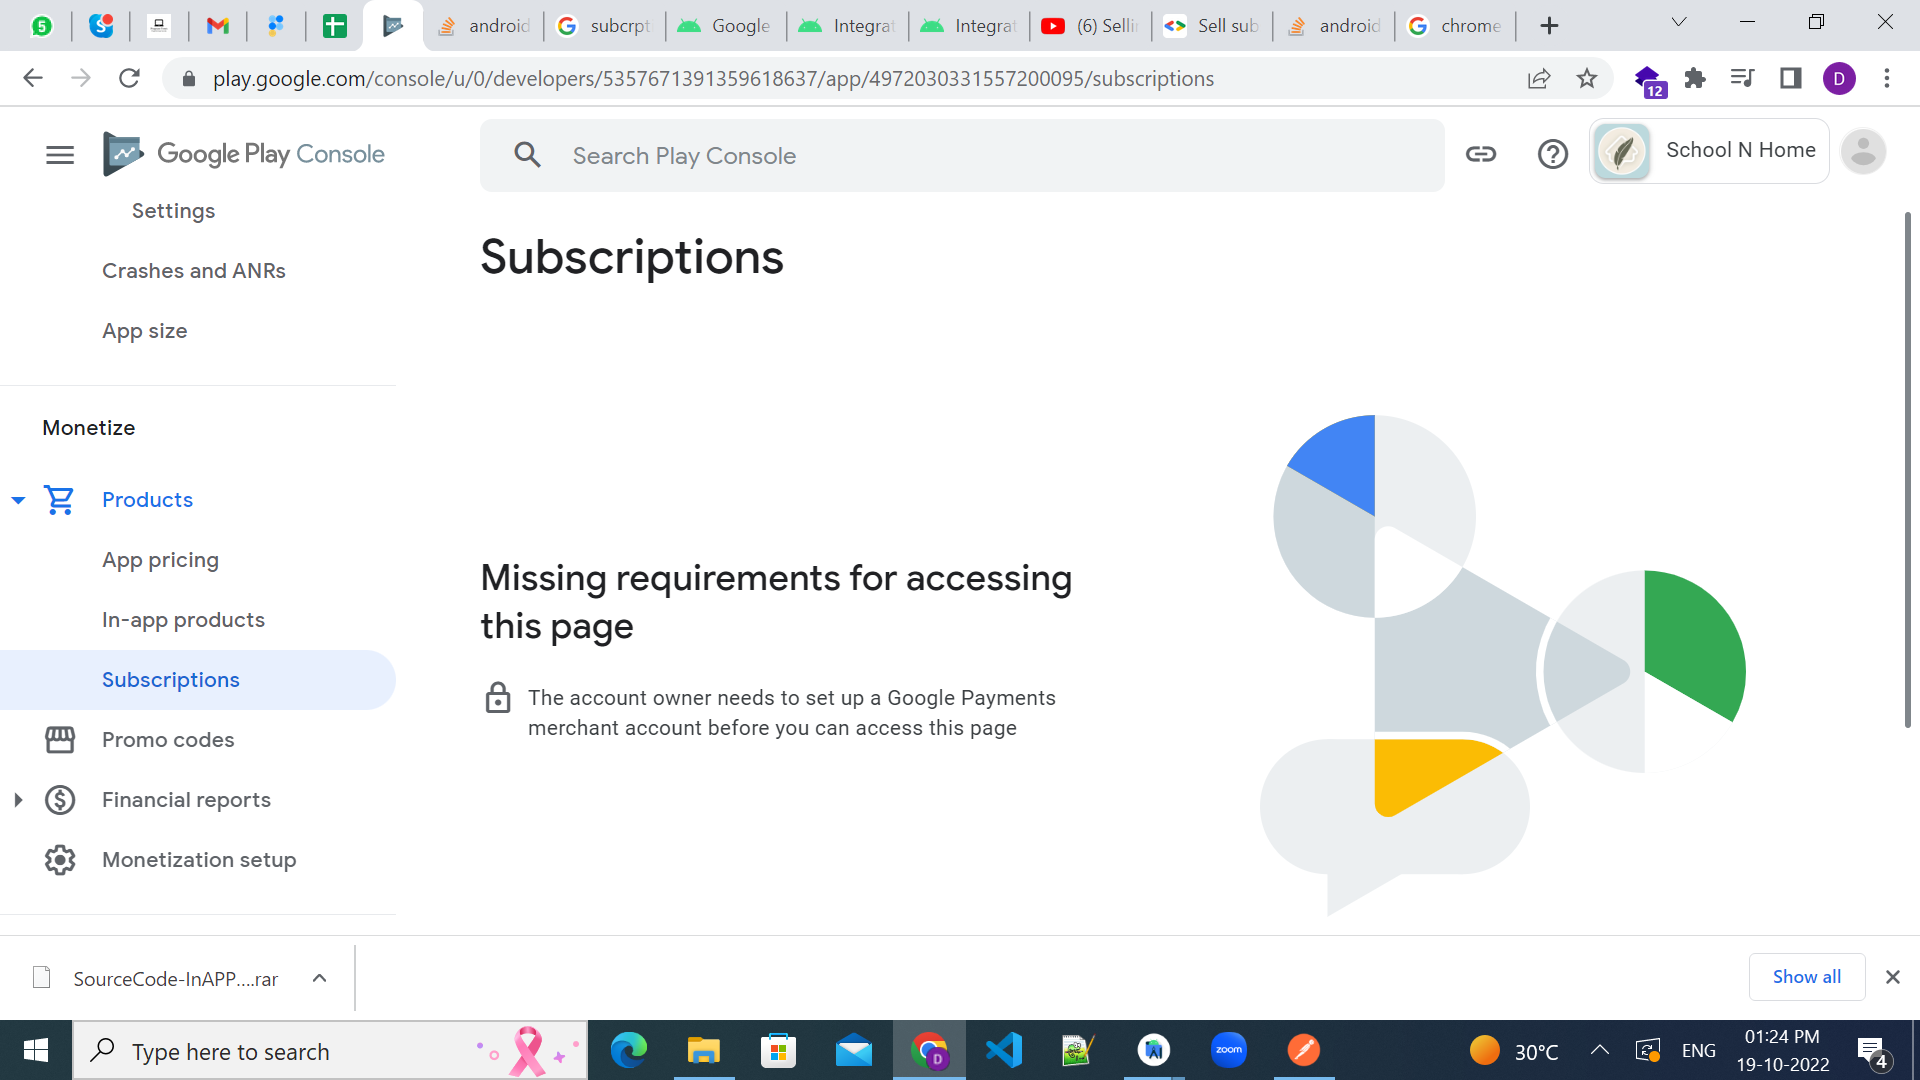 5
android
subcrpt
Google
Integrat
Integrat
(6) Sellin
Sell sub
android
chrome
play.google.com/console/u/0/developers/5357671391359618637/app/4972030331557200095/subscriptions
12
D
Google Play Console
Search Play Console
School N Home
Settings
Crashes and ANRs
App size
Monetize
Products
App pricing
In-app products
Subscriptions
Promo codes
Financial reports
Monetization setup
Subscriptions
Missing requirements for accessing
this page
The account owner needs to set up a Google Payments
merchant account before you can access this page
SourceCode-InAPP....rar
Show all
Type here to search
D
zoom
30°C
ENG
01:24 PM
19-10-2022
4